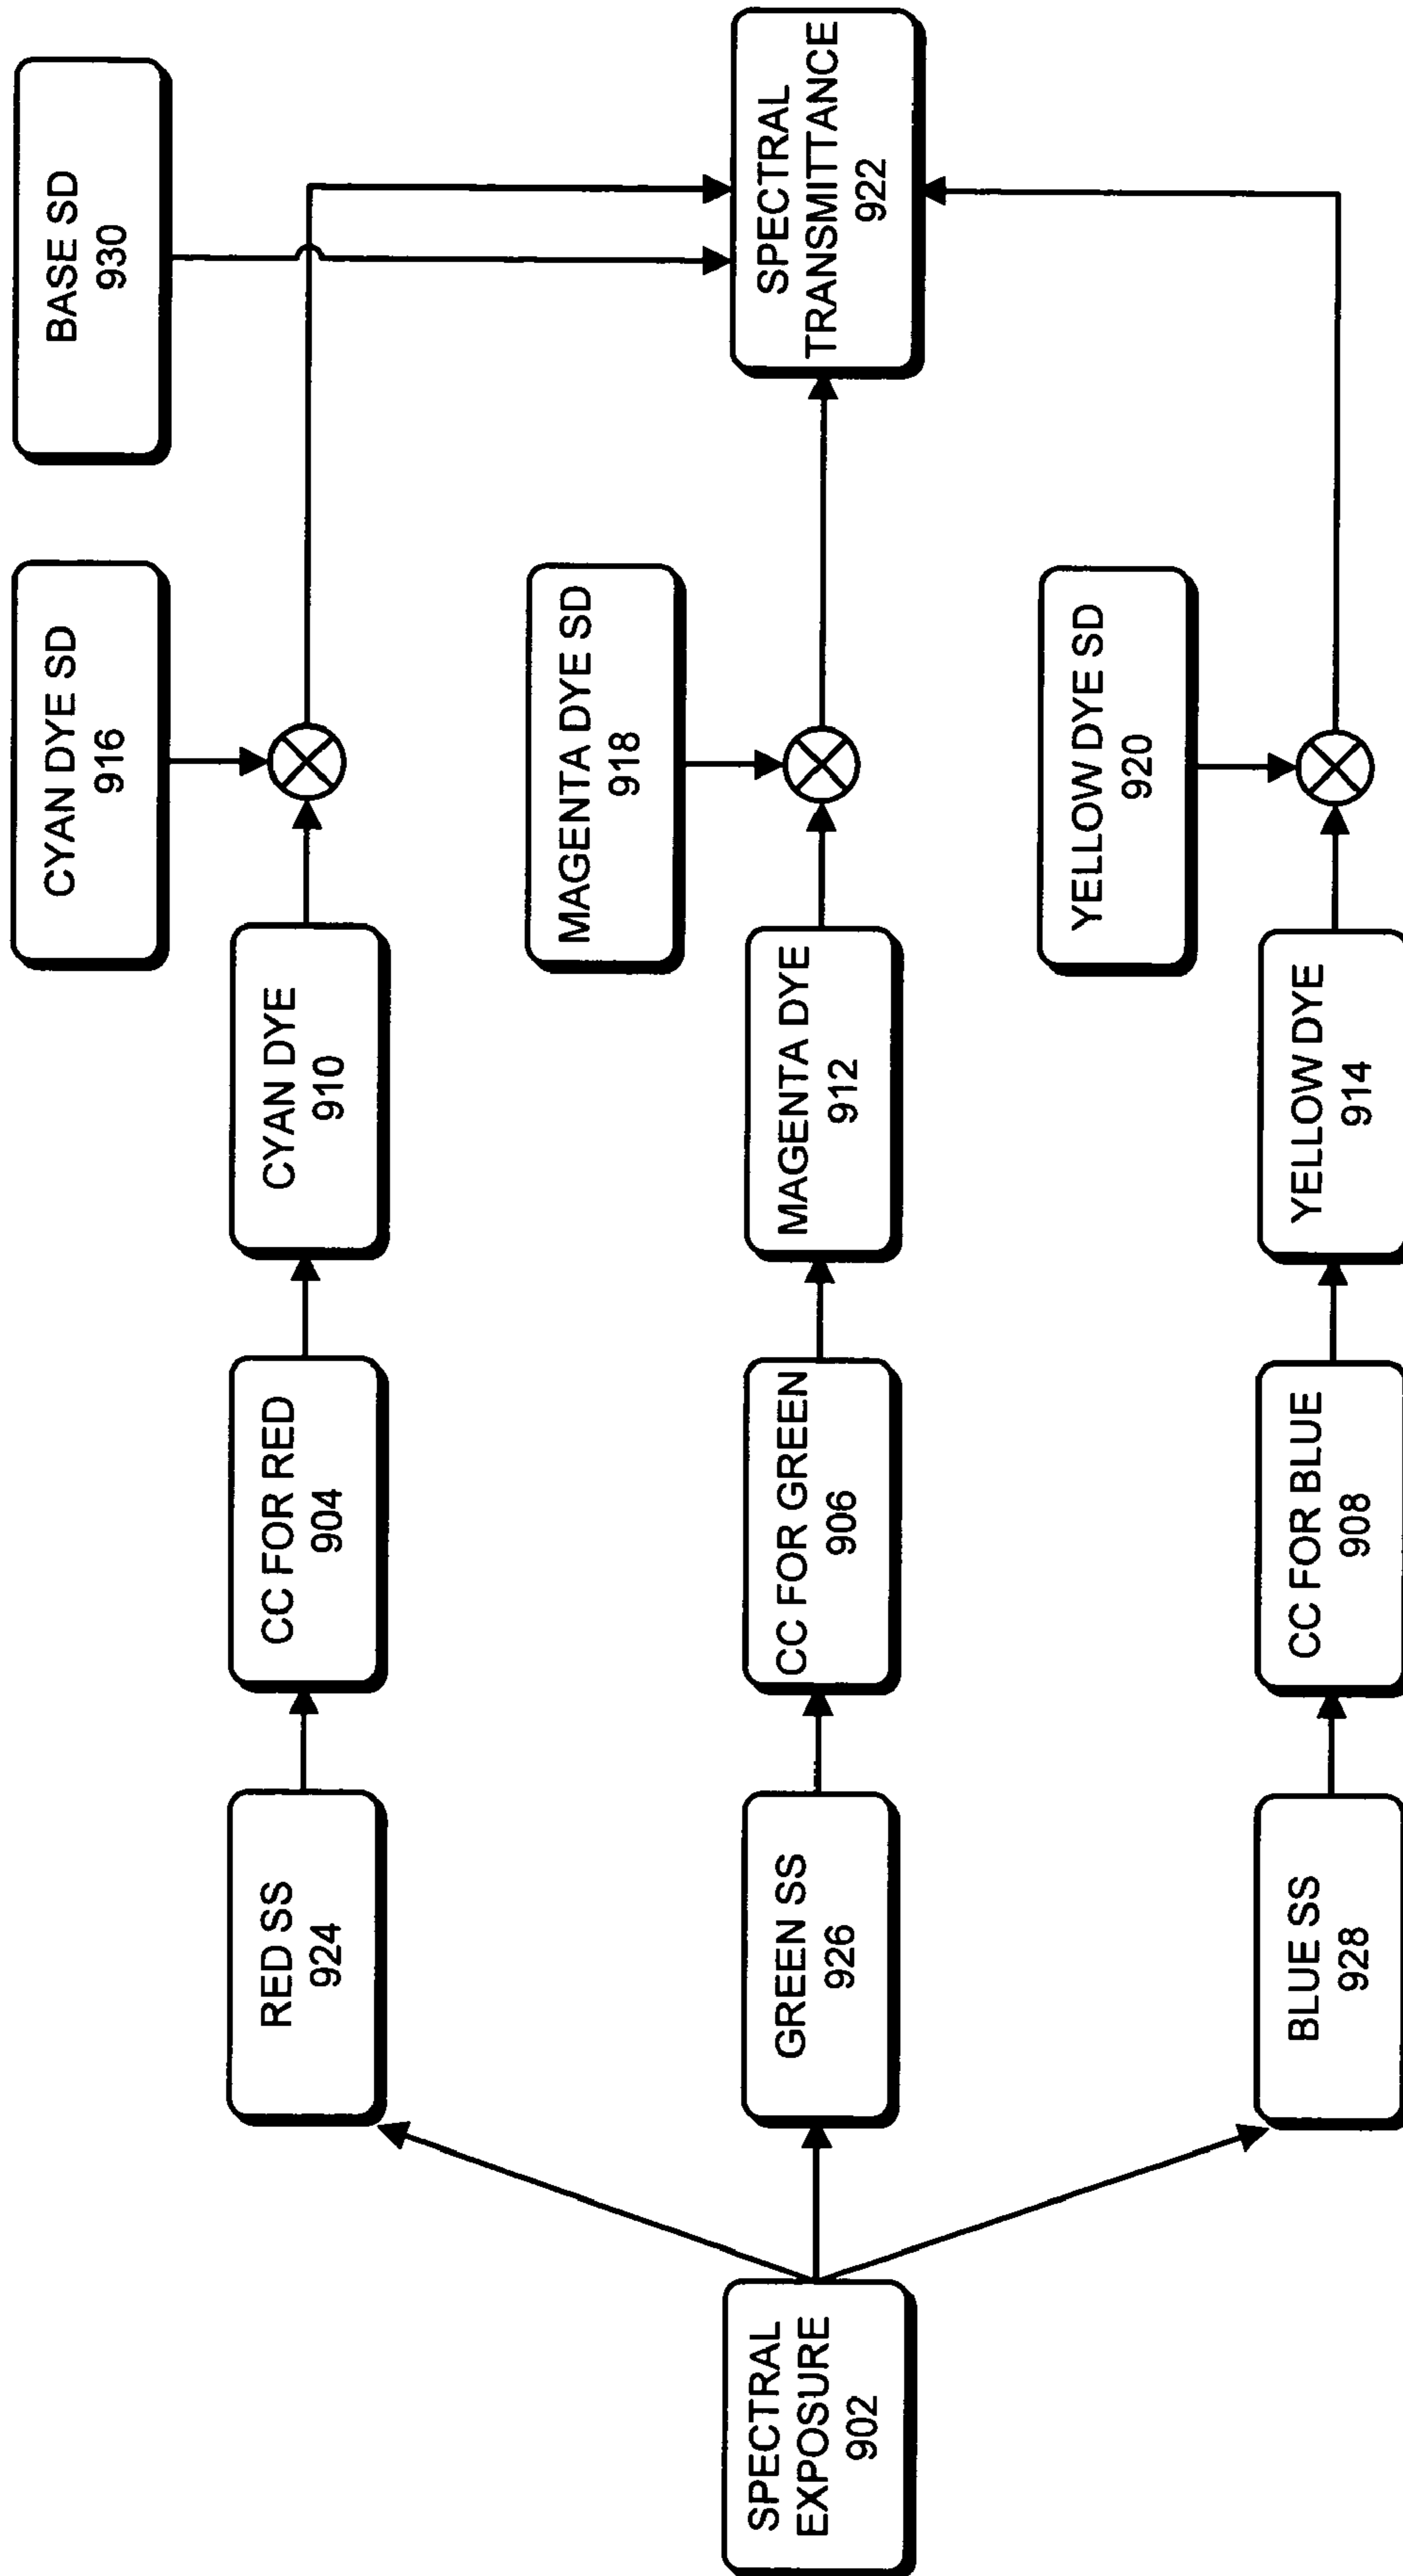 BASE SD
930
CYAN DYE SD
916
CYAN DYE
910
CC FOR RED
904
RED SS
924
SPECTRAL
TRANSMITTANCE
922
MAGENTA DYE SD
918
MAGENTA DYE
912
CC FOR GREEN
906
GREEN SS
926
SPECTRAL
EXPOSURE
902
YELLOW DYE SD
920
YELLOW DYE
914
CC FOR BLUE
908
BLUE SS
928